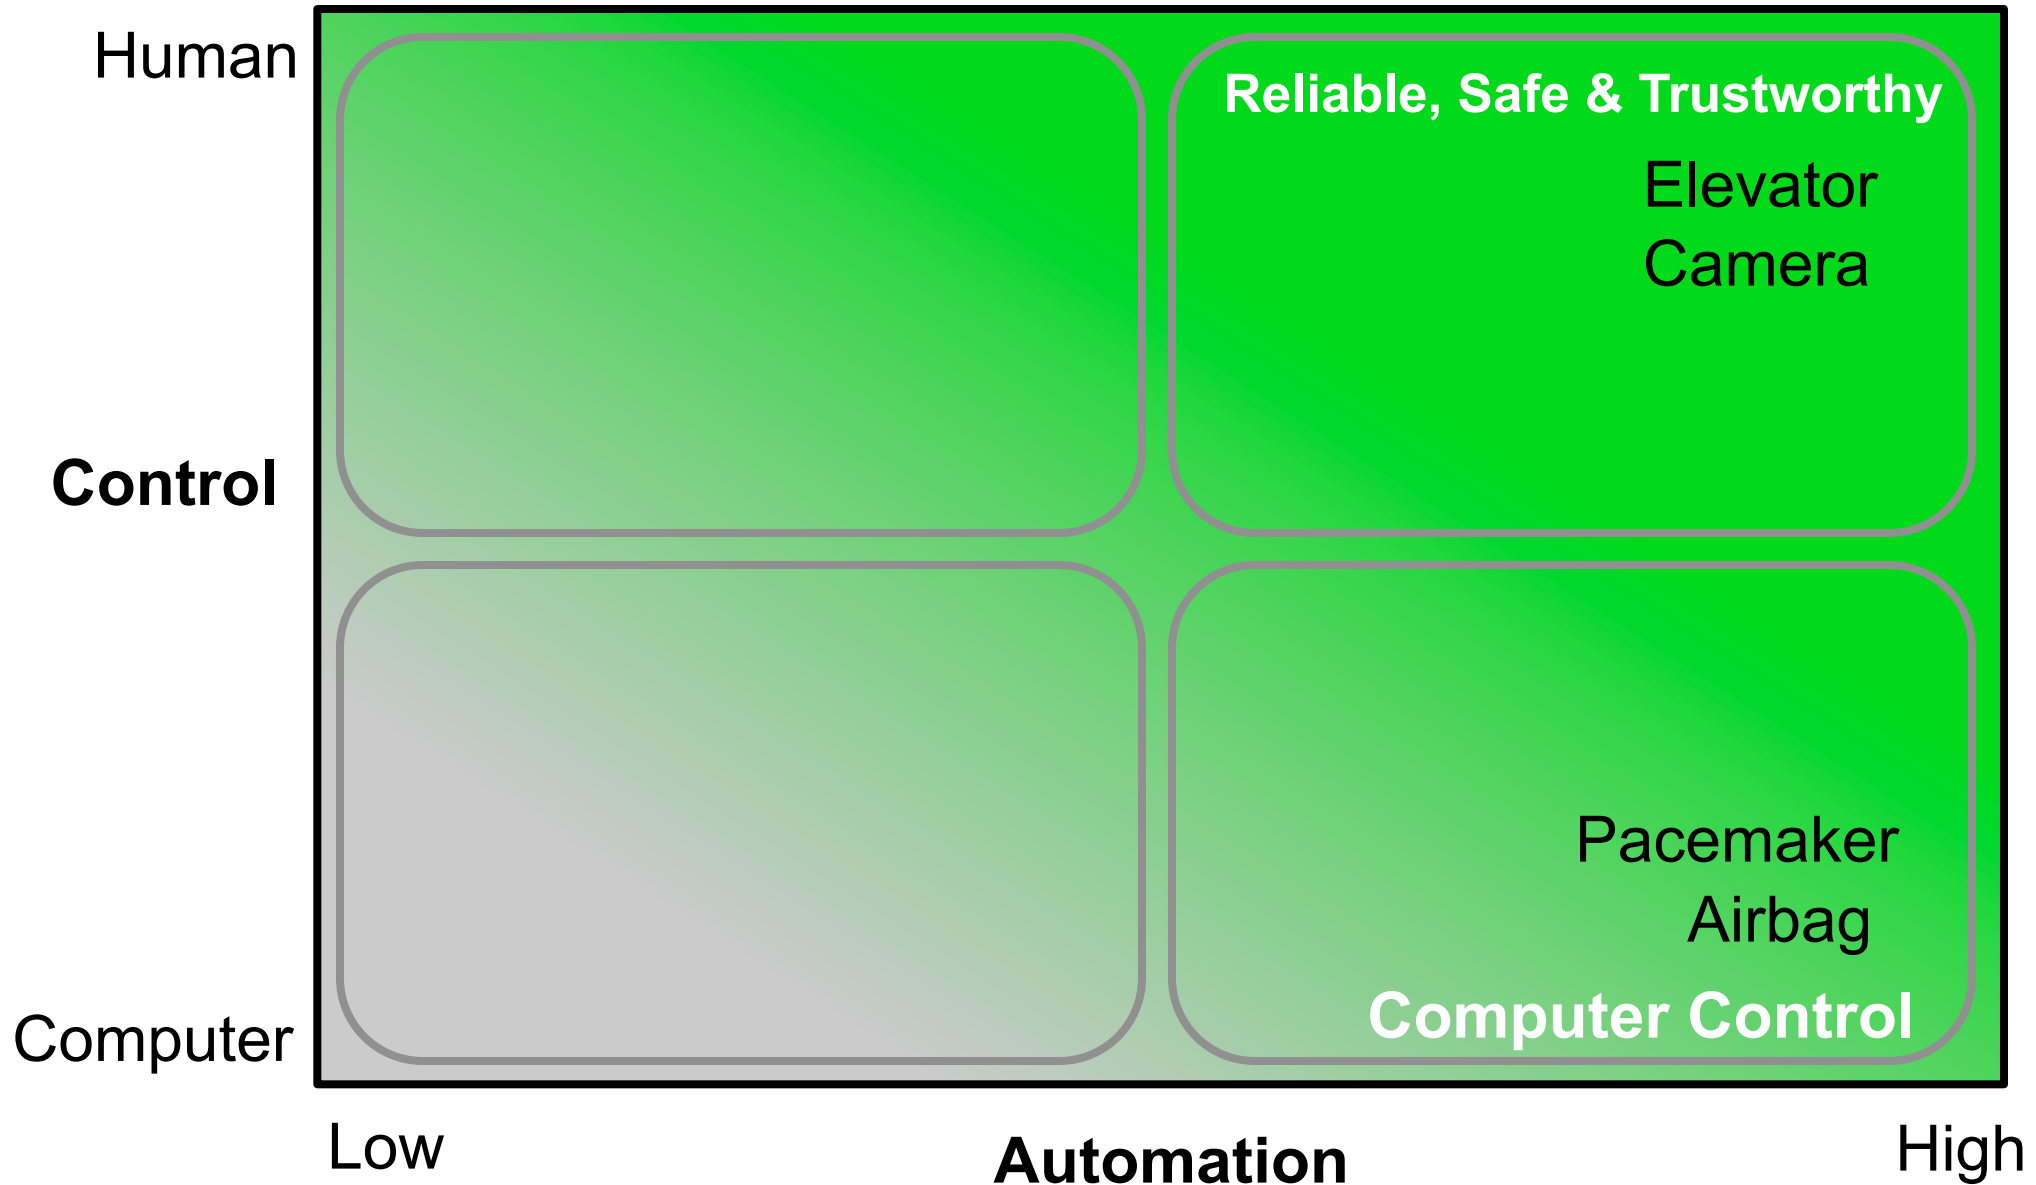 Human
Reliable, Safe & Trustworthy
Elevator
Camera
Control
Pacemaker
Airbag
Computer Control
Computer
Low
Automation
High